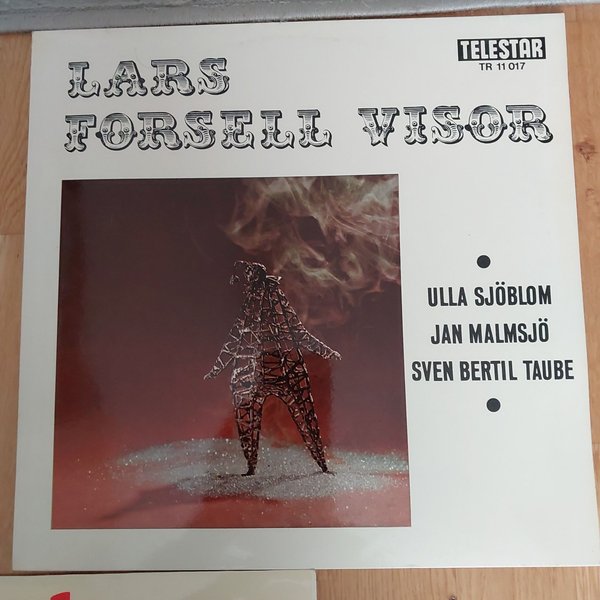 TELESTAR
TR 11 017
LARS
FORSELL VISOR
ULLA SJÖBLOM
JAN MALMSJÖ
SVEN BERTIL TAUBE